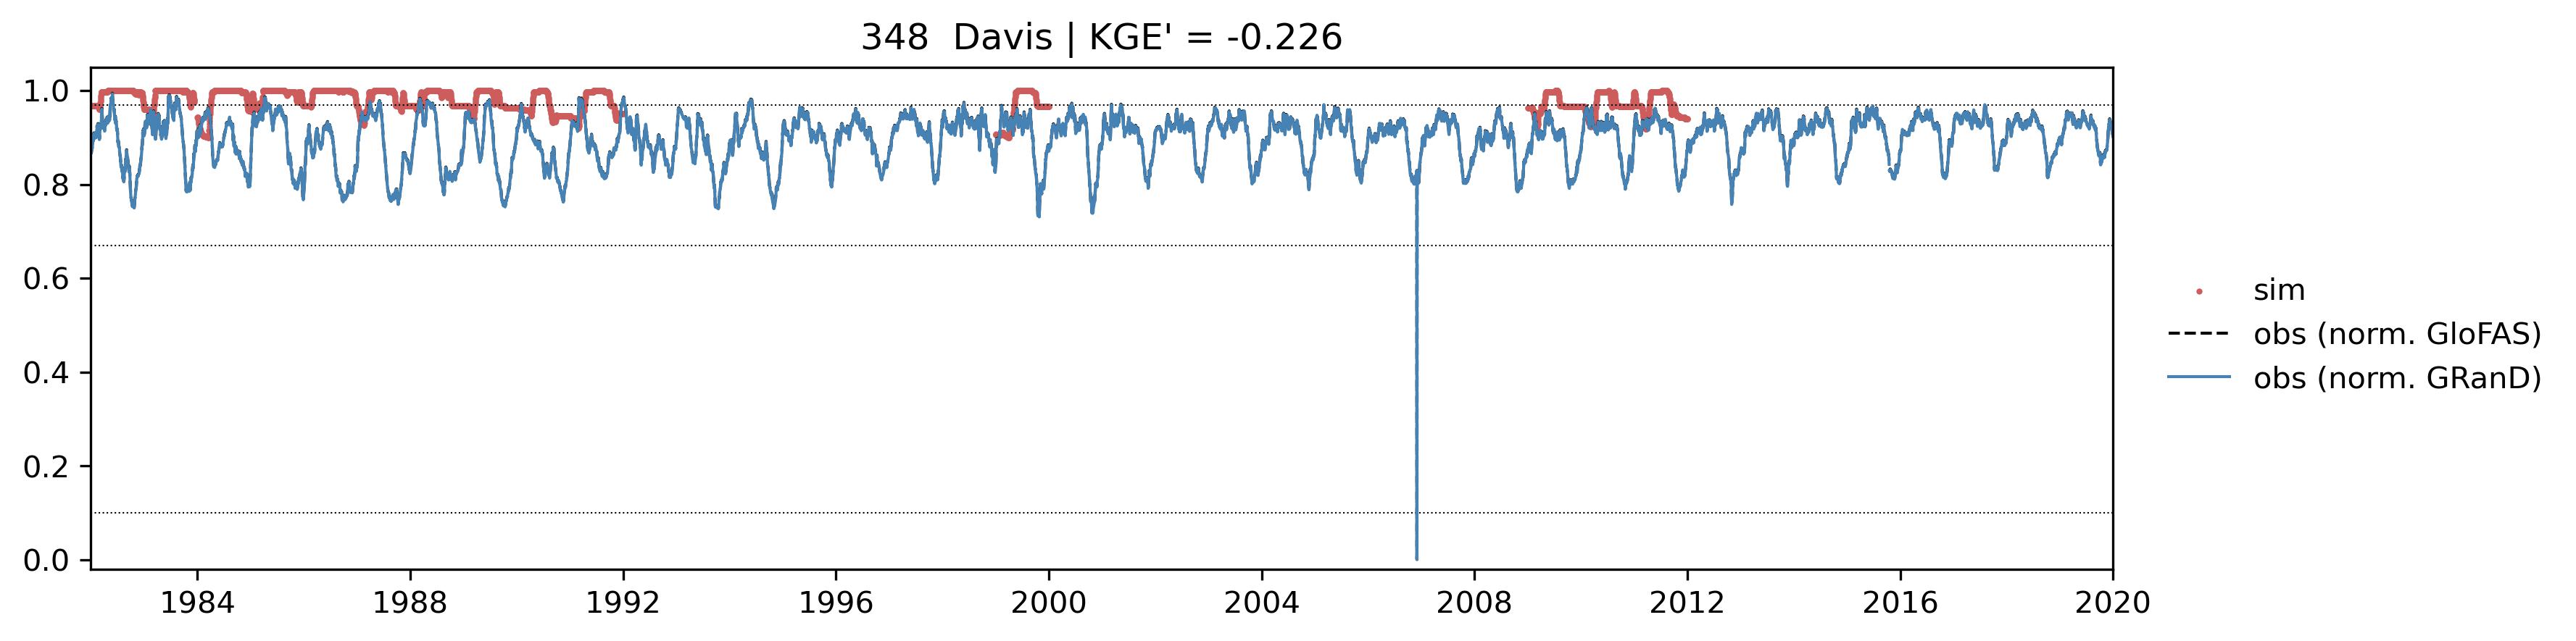 348  Davis | KGE' = -0.226
1.0
0.8
0.6
0.4
0.2
0.0
1984 1988 1992 1996 2000 2004 2008 2012 2016 2020
sim
obs (norm. GloFAS)
obs (norm. GRanD)